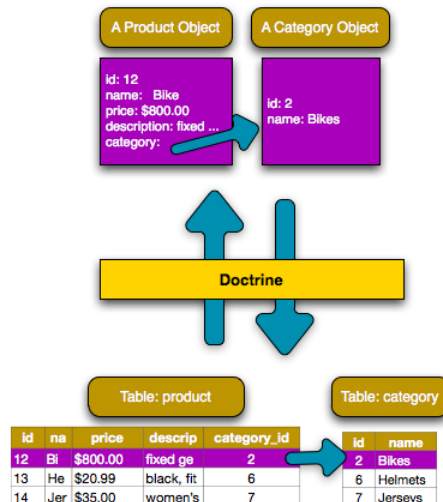 A Product Object
A Category Object
id: 12
name: Bike
price: $800.00
description: fixed ...
category:
id: 2
name: Bikes
Doctrine
Table: product
Table: category
id na price descrip category_id
12 Bi $800.00 fixed ge 2
13 He $20.99 black, fit 6
14 Jer $35.00 women's 7
id name
2 Bikes
6 Helmets
7 Jerseys